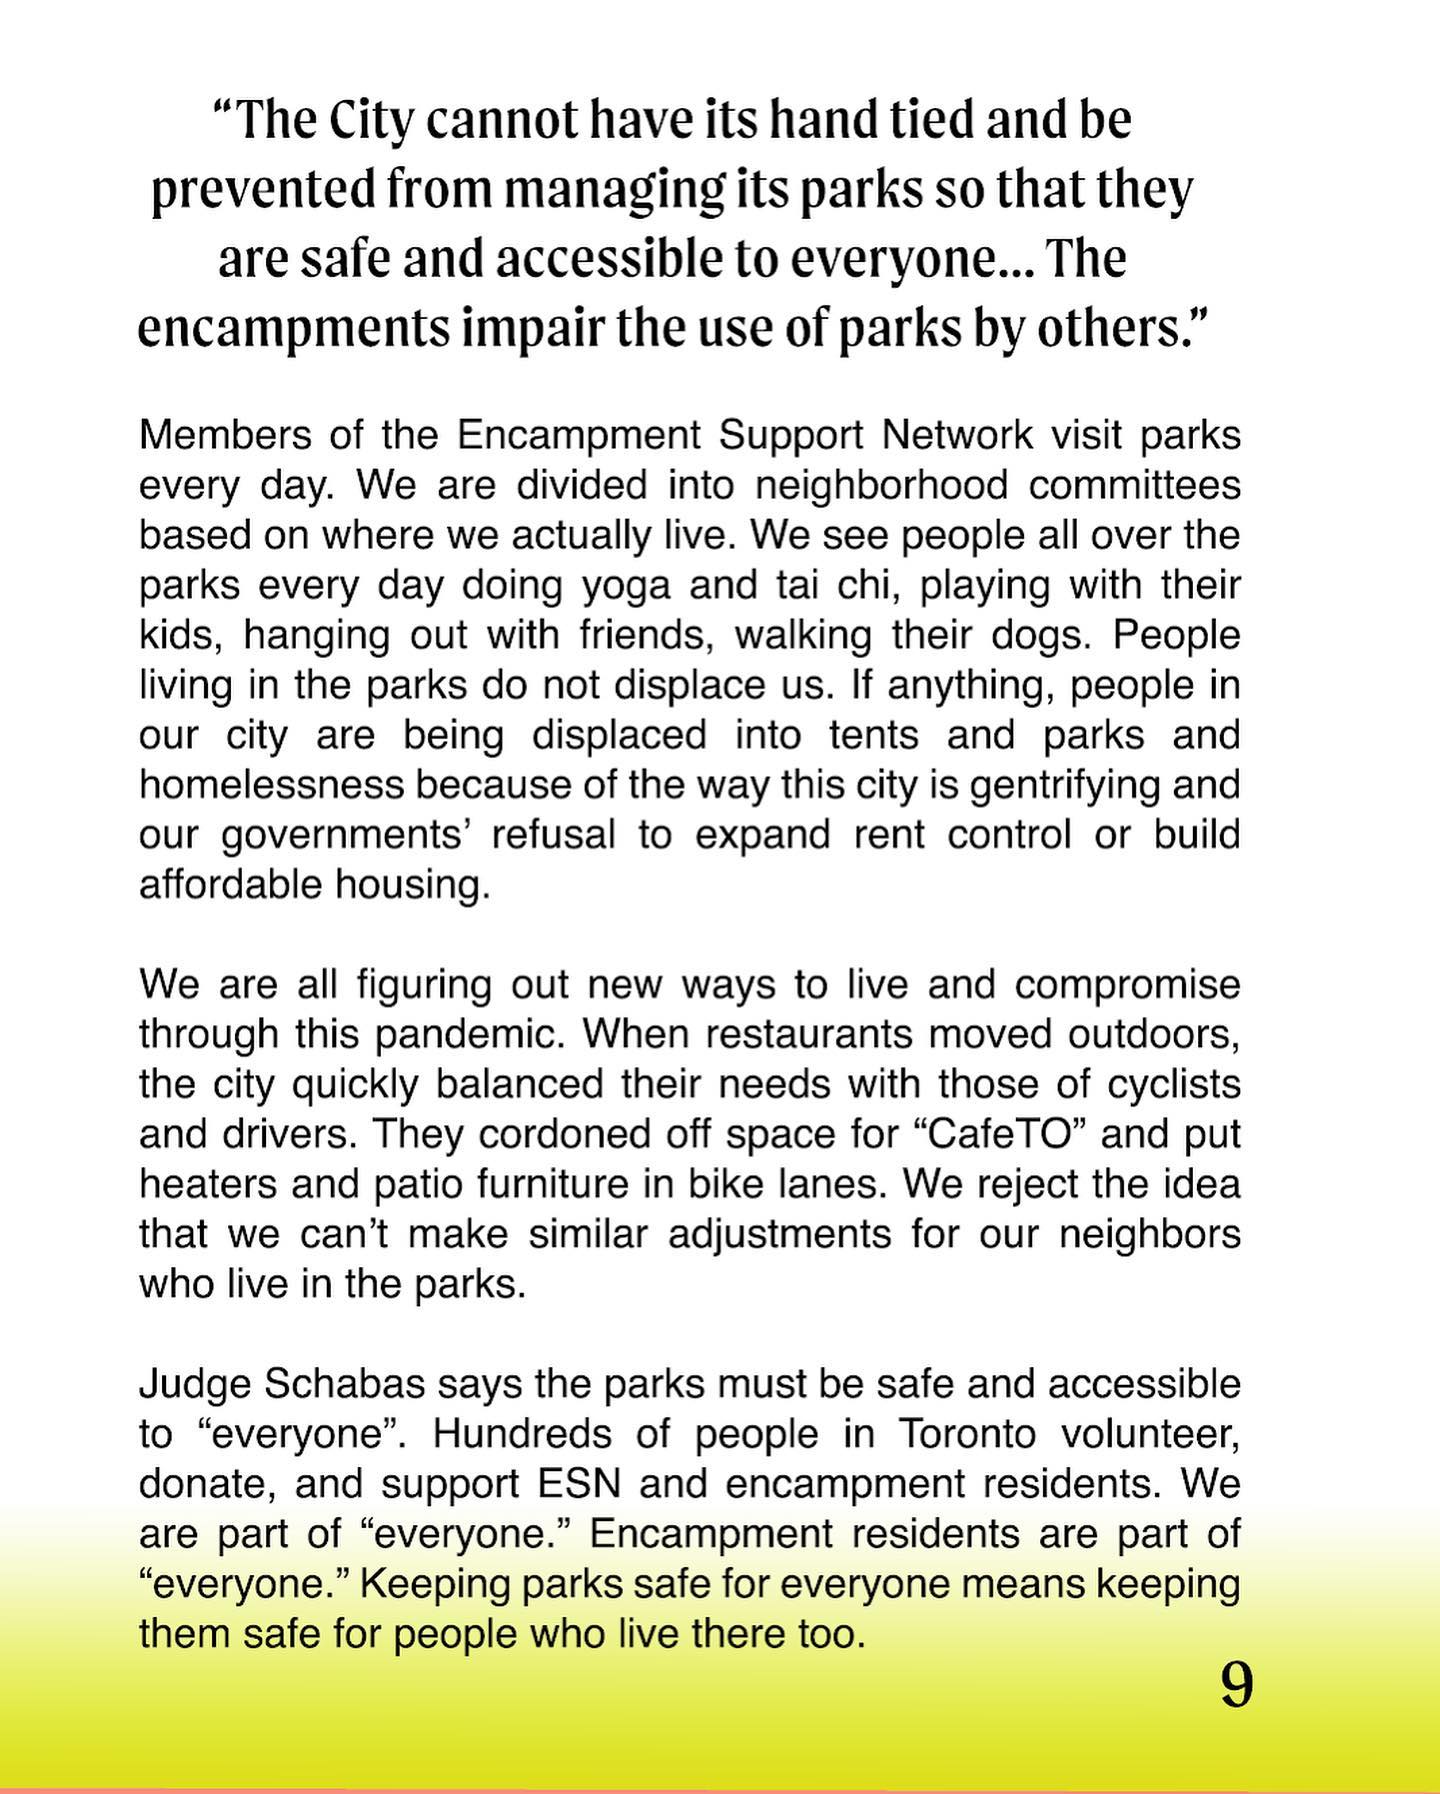 “The City cannot have its hand tied and be
prevented from managing its parks so that they
are safe and accessible to everyone... The
encampments impair the use of parks by others.”
Members of the Encampment Support Network visit parks
every day. We are divided into neighborhood committees
based on where we actually live. We see people all over the
parks every day doing yoga and tai chi, playing with their
kids, hanging out with friends, walking their dogs. People
living in the parks do not displace us. If anything, people in
our city are being displaced into tents and parks and
homelessness because of the way this city is gentrifying and
our governments’ refusal to expand rent control or build
affordable housing.
We are all figuring out new ways to live and compromise
through this pandemic. When restaurants moved outdoors,
the city quickly balanced their needs with those of cyclists
and drivers. They cordoned off space for “CafeTO” and put
heaters and patio furniture in bike lanes. We reject the idea
that we can’t make similar adjustments for our neighbors
who live in the parks.
Judge Schabas says the parks must be safe and accessible
to “everyone”. Hundreds of people in Toronto volunteer,
donate, and support ESN and encampment residents. We
are part of “everyone.” Encampment residents are part of
“everyone.” Keeping parks safe for everyone means keeping
them safe for people who live there too.
9